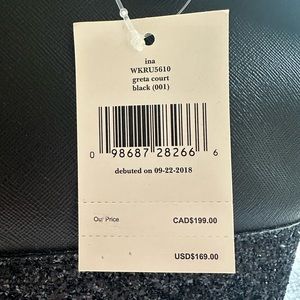 ina
WKRU5610
greta court
black (001)
0 98687 28266 6
debuted on 09-22-2018
Our Price CAD$199.00
USD$169.00